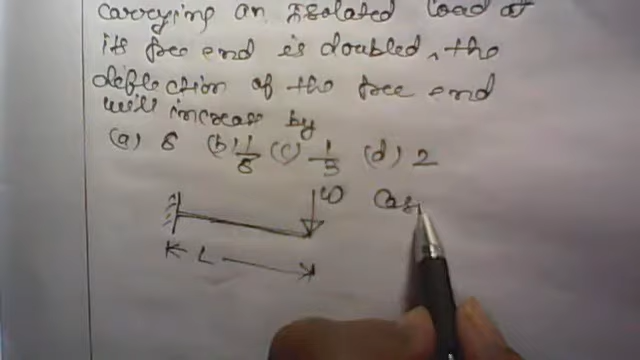 carrying an isolated load at
its free end is doubled, the
deflection of the free end
will increase by
(a) 8 (b) 1/8 (c) 1/3 (d) 2
W Cas
L